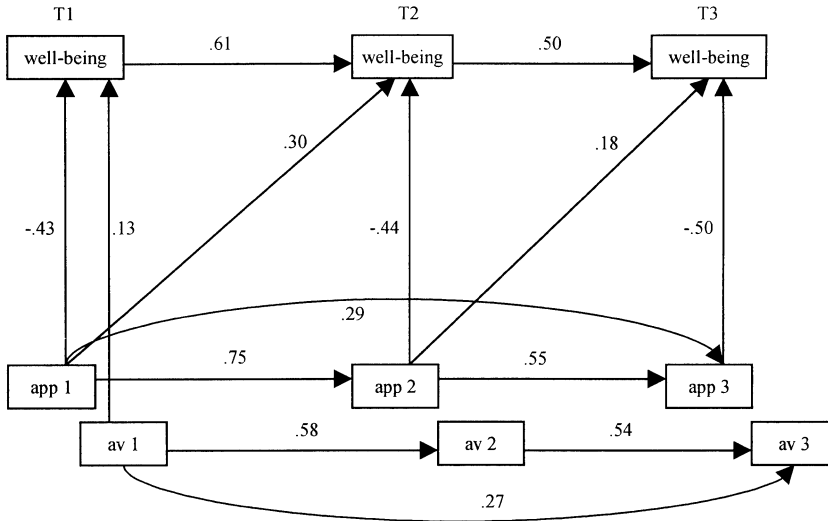 T1 T2 T3
well-being .61 well-being .50 well-being
.30 .18
-.43 .13 -.44 -.50
.29
app 1 .75 app 2 .55 app 3
av 1 .58 av 2 .54 av 3
.27